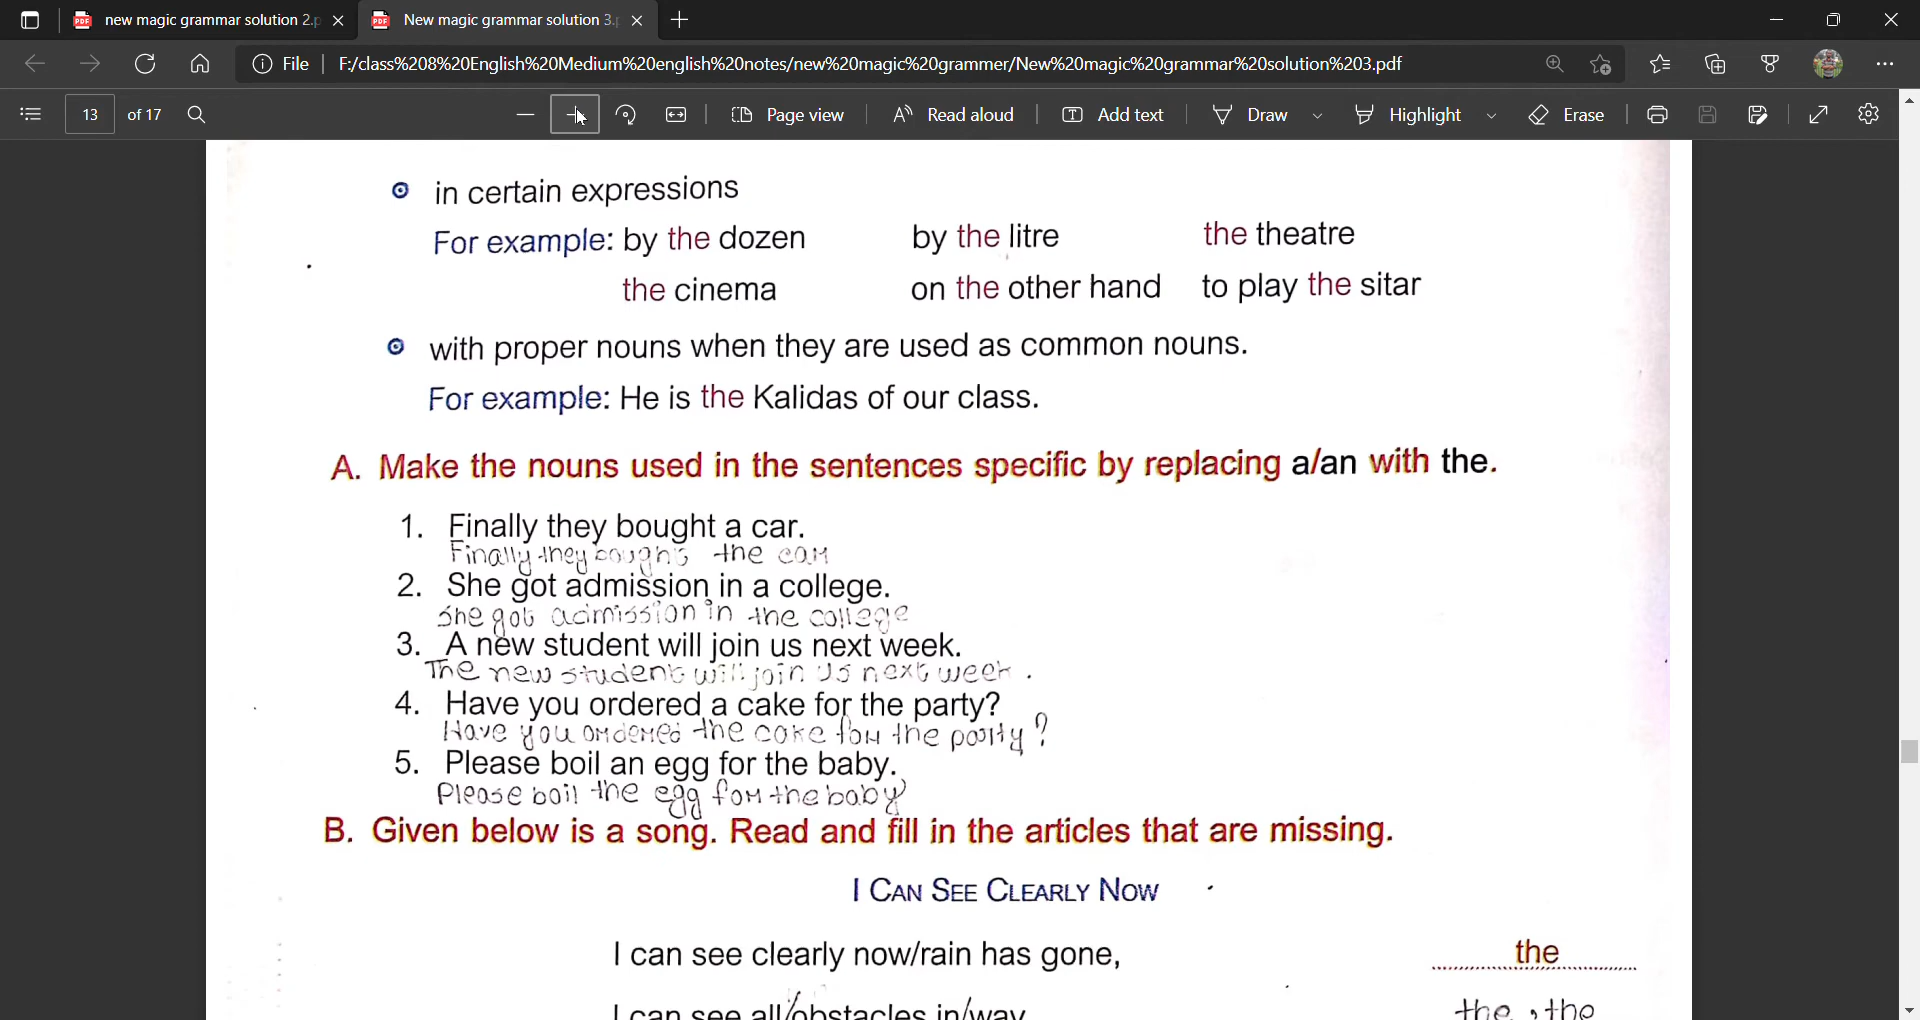 new magic grammar solution 2.p
New magic grammar solution 3.p
File
F:/class%208%20English%20Medium%20english%20notes/new%20magic%20grammer/New%20magic%20grammar%20solution%203.pdf
13 of 17
Page view
Read aloud
Add text
Draw
Highlight
Erase
in certain expressions
For example: by the dozen by the litre the theatre
the cinema on the other hand to play the sitar
with proper nouns when they are used as common nouns.
For example: He is the Kalidas of our class.
A. Make the nouns used in the sentences specific by replacing a/an with the.
1. Finally they bought a car.
Finally they bought the car
2. She got admission in a college.
She got admission in the college
3. A new student will join us next week.
The new student will join us next week.
4. Have you ordered a cake for the party?
Have you ordered the cake for the party?
5. Please boil an egg for the baby.
Please boil the egg for the baby
B. Given below is a song. Read and fill in the articles that are missing.
I CAN SEE CLEARLY NOW
I can see clearly now/rain has gone, the
I can see all/obstacles in/way the, the